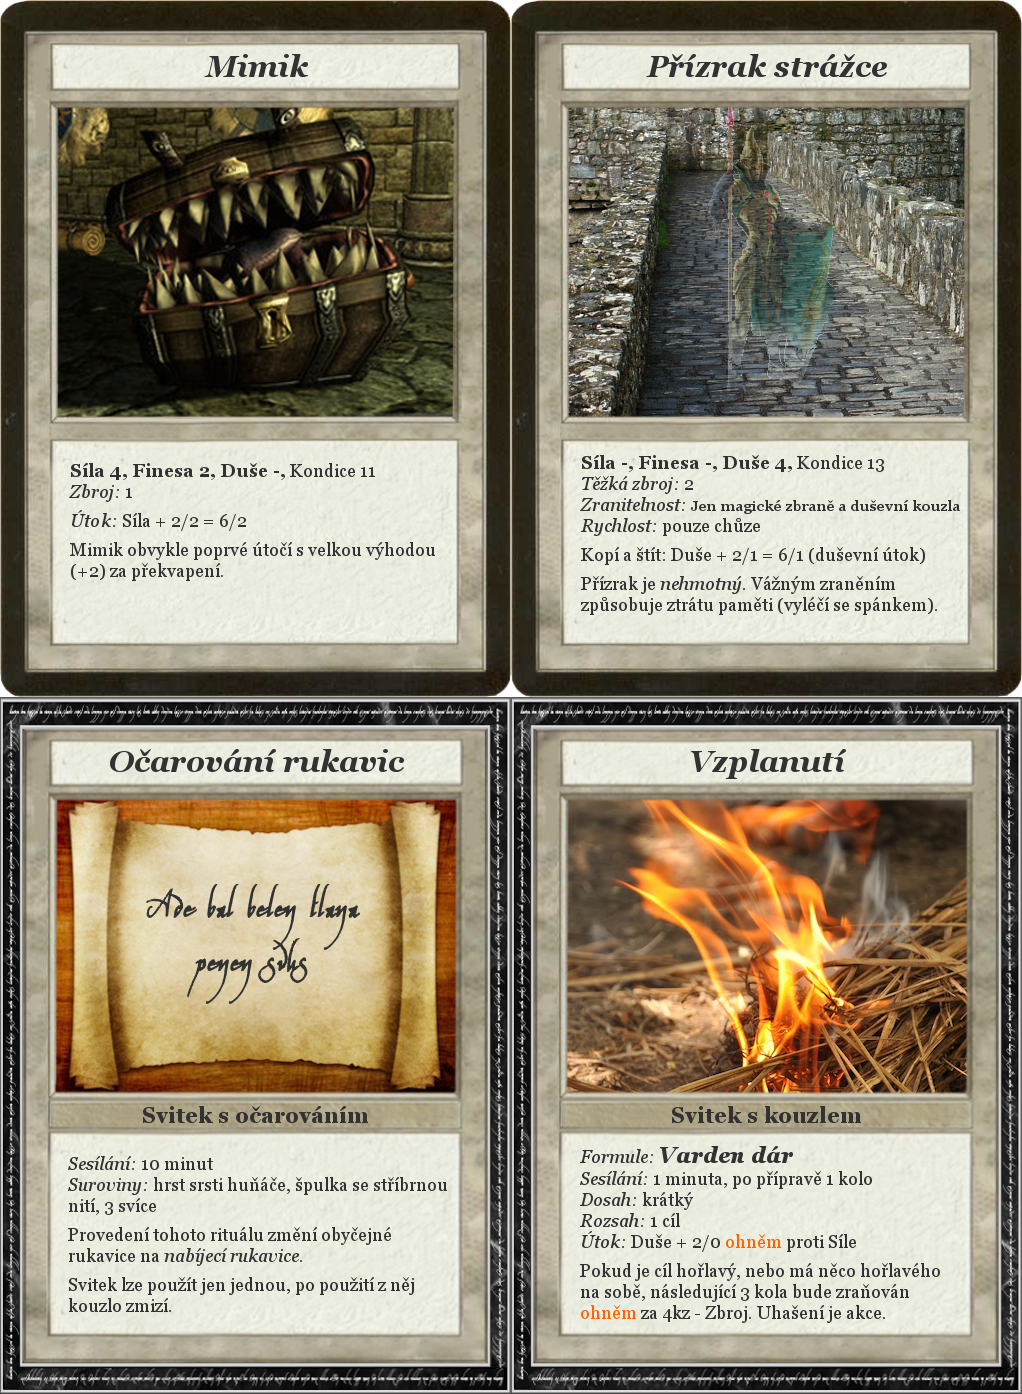 Mimik
Síla 4, Finesa 2, Duše -, Kondice 11
Zbroj: 1
Útok: Síla + 2/2 = 6/2
Mimik obvykle poprvé útočí s velkou výhodou
(+2) za překvapení.
Přízrak strážce
Síla -, Finesa -, Duše 4, Kondice 13
Těžká zbroj: 2
Zranitelnost: Jen magické zbraně a duševní kouzla
Rychlost: pouze chůze
Kopí a štít: Duše + 2/1 = 6/1 (duševní útok)
Přízrak je nehmotný. Vážným zraněním
způsobuje ztrátu paměti (vyléčí se spánkem).
Očarování rukavic
Svitek s očarováním
Sesílání: 10 minut
Suroviny: hrst srsti huňáče, špulka se stříbrnou
nití, 3 svíce
Provedení tohoto rituálu změní obyčejné
rukavice na nabíjecí rukavice.
Svitek lze použít jen jednou, po použití z něj
kouzlo zmizí.
Vzplanutí
Svitek s kouzlem
Formule: Varden dár
Sesílání: 1 minuta, po přípravě 1 kolo
Dosah: krátký
Rozsah: 1 cíl
Útok: Duše + 2/0 ohněm proti Síle
Pokud je cíl hořlavý, nebo má něco hořlavého
na sobě, následující 3 kola bude zraňován
ohněm za 4kz - Zbroj. Uhašení je akce.